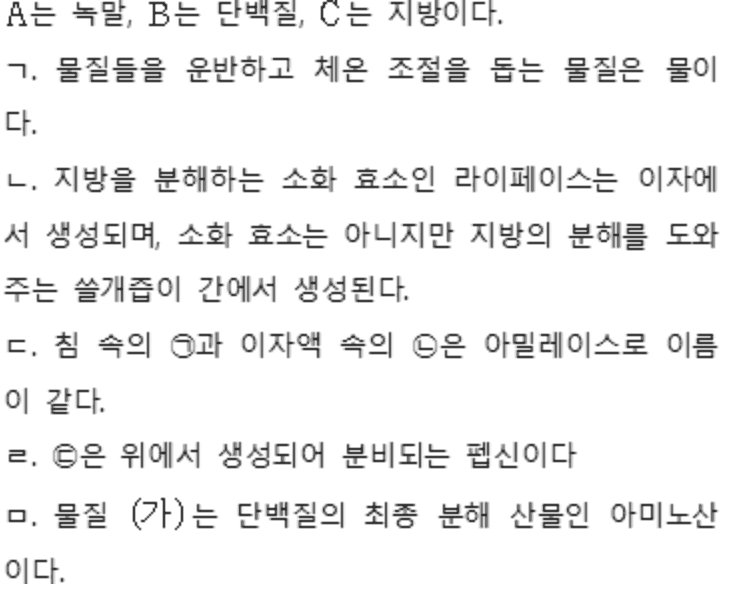 A는 녹말, B는 단백질, C는 지방이다.
ㄱ. 물질들을 운반하고 체온 조절을 돕는 물질은 물이
다.
ㄴ. 지방을 분해하는 소화 효소인 라이페이스는 이자에
서 생성되며, 소화 효소는 아니지만 지방의 분해를 도와
주는 쓸개즙이 간에서 생성된다.
ㄷ. 침 속의 ㉠과 이자액 속의 ㉡은 아밀레이스로 이름
이 같다.
ㄹ. ㉢은 위에서 생성되어 분비되는 펩신이다
ㅁ. 물질 (가)는 단백질의 최종 분해 산물인 아미노산
이다.